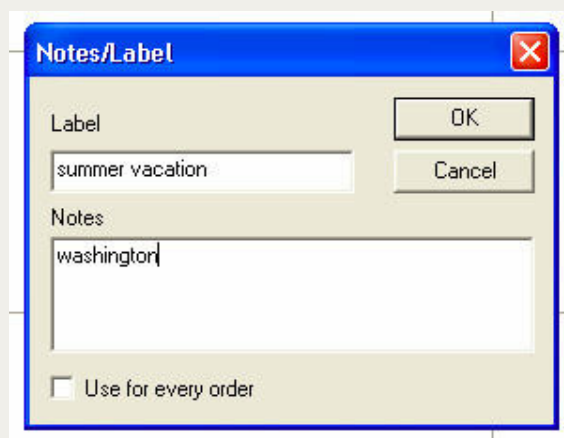 Notes/Label
Label
OK
summer vacation
Cancel
Notes
washington
Use for every order